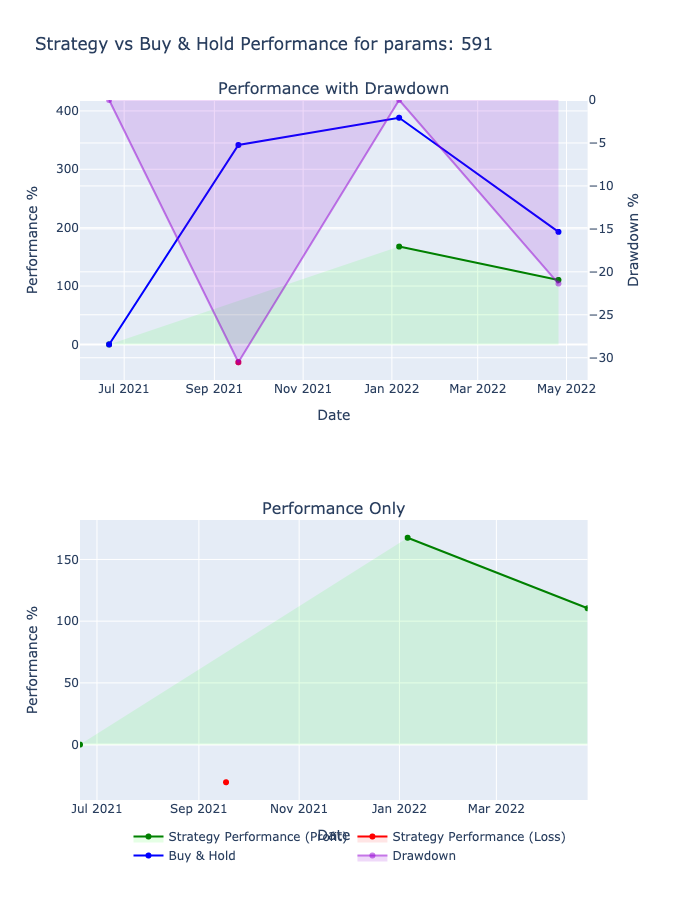 Strategy vs Buy & Hold Performance for params: 591
Performance with Drawdown
400
300
200
100
0
Performance %
0
−5
−10
−15
−20
−25
−30
Drawdown %
Jul 2021 Sep 2021 Nov 2021 Jan 2022 Mar 2022 May 2022
Date
Performance Only
150
100
50
0
Performance %
Jul 2021 Sep 2021 Nov 2021 Jan 2022 Mar 2022
Date
Strategy Performance (Profit) Strategy Performance (Loss)
Buy & Hold Drawdown